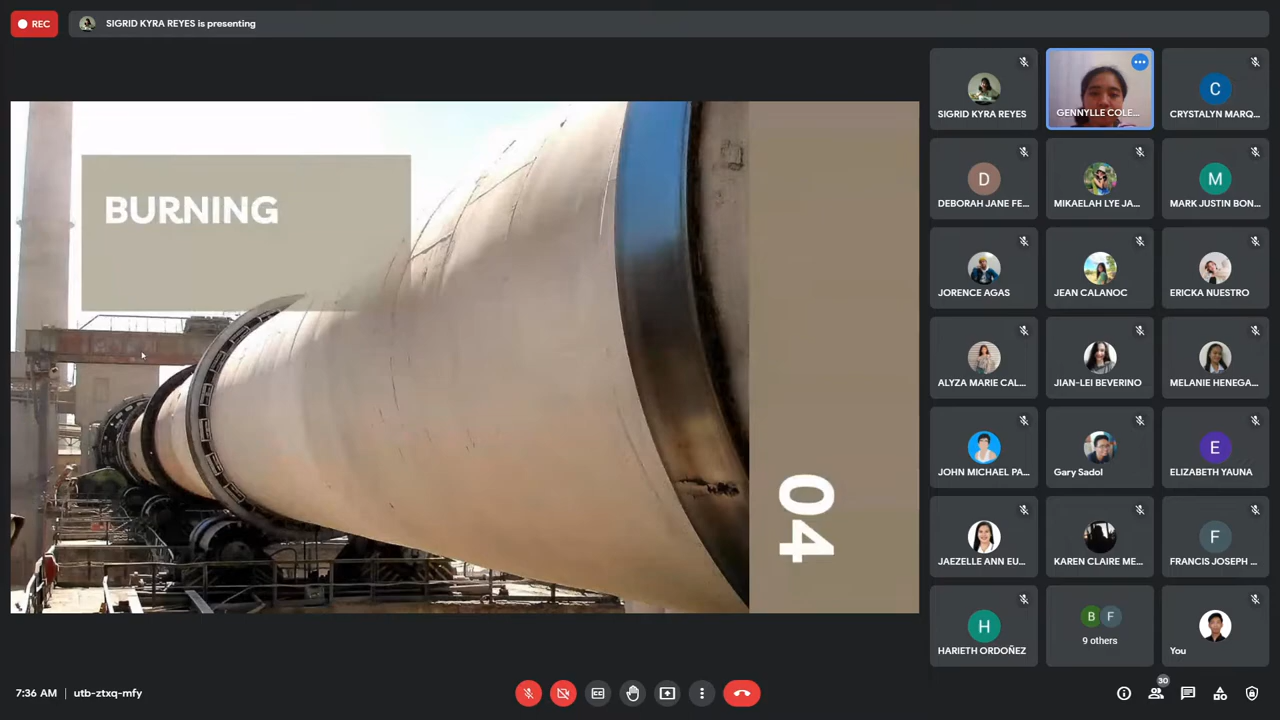 REC
SIGRID KYRA REYES is presenting
BURNING
04
SIGRID KYRA REYES
GENNYLLE COLE...
CRYSTALYN MARQ...
D
DEBORAH JANE FE...
MIKAELAH LYE JA...
M
MARK JUSTIN BON...
C
JORENCE AGAS
JEAN CALANOC
ERICKA NUESTRO
ALYZA MARIE CAL...
JIAN-LEI BEVERINO
MELANIE HENEGA...
JOHN MICHAEL PA...
Gary Sadol
E
ELIZABETH YAUNA
JAEZELLE ANN EU...
KAREN CLAIRE ME...
F
FRANCIS JOSEPH ...
H
HARIETH ORDOÑEZ
B F
9 others
You
7:36 AM | utb-ztxq-mfy
CC
30